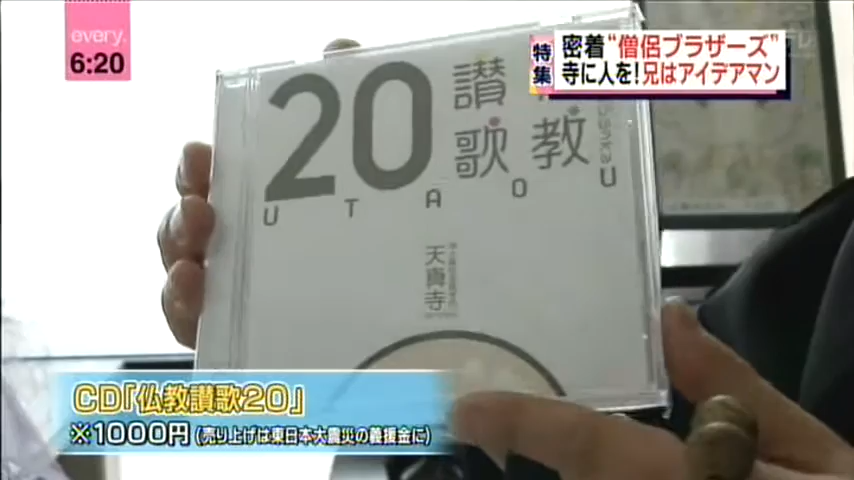 every.
6:20
特集
密着“僧侶ブラザーズ”
寺に人を!兄はアイデアマン
20
讃歌
教
UTAOU
天真寺
CD「仏教讃歌20」
※1000円(売り上げは東日本大震災の義援金に)